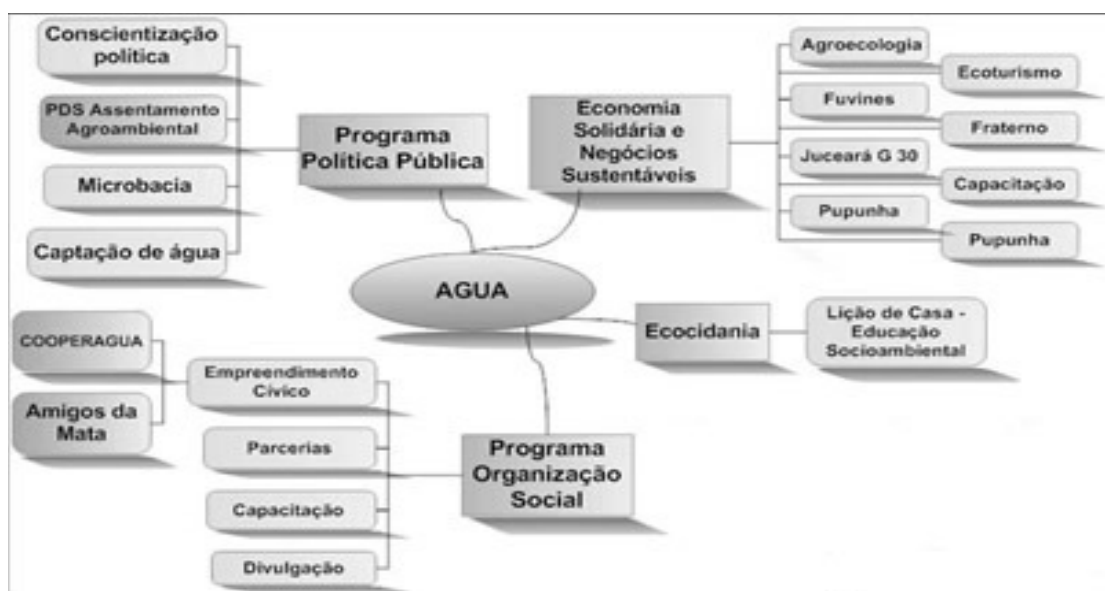 Conscientização
política
PDS Assentamento
Agroambiental
Microbacia
Captação de água
Programa
Política Pública
Economia
Solidária e
Negócios
Sustentáveis
Agroecologia
Ecoturismo
Fuvines
Fraterno
Juceará G 30
Capacitação
Pupunha
Pupunha
AGUA
Ecocidania
Lição de Casa -
Educação
Socioambiental
COOPERAGUA
Amigos da
Mata
Empreendimento
Cívico
Parcerias
Capacitação
Divulgação
Programa
Organização
Social